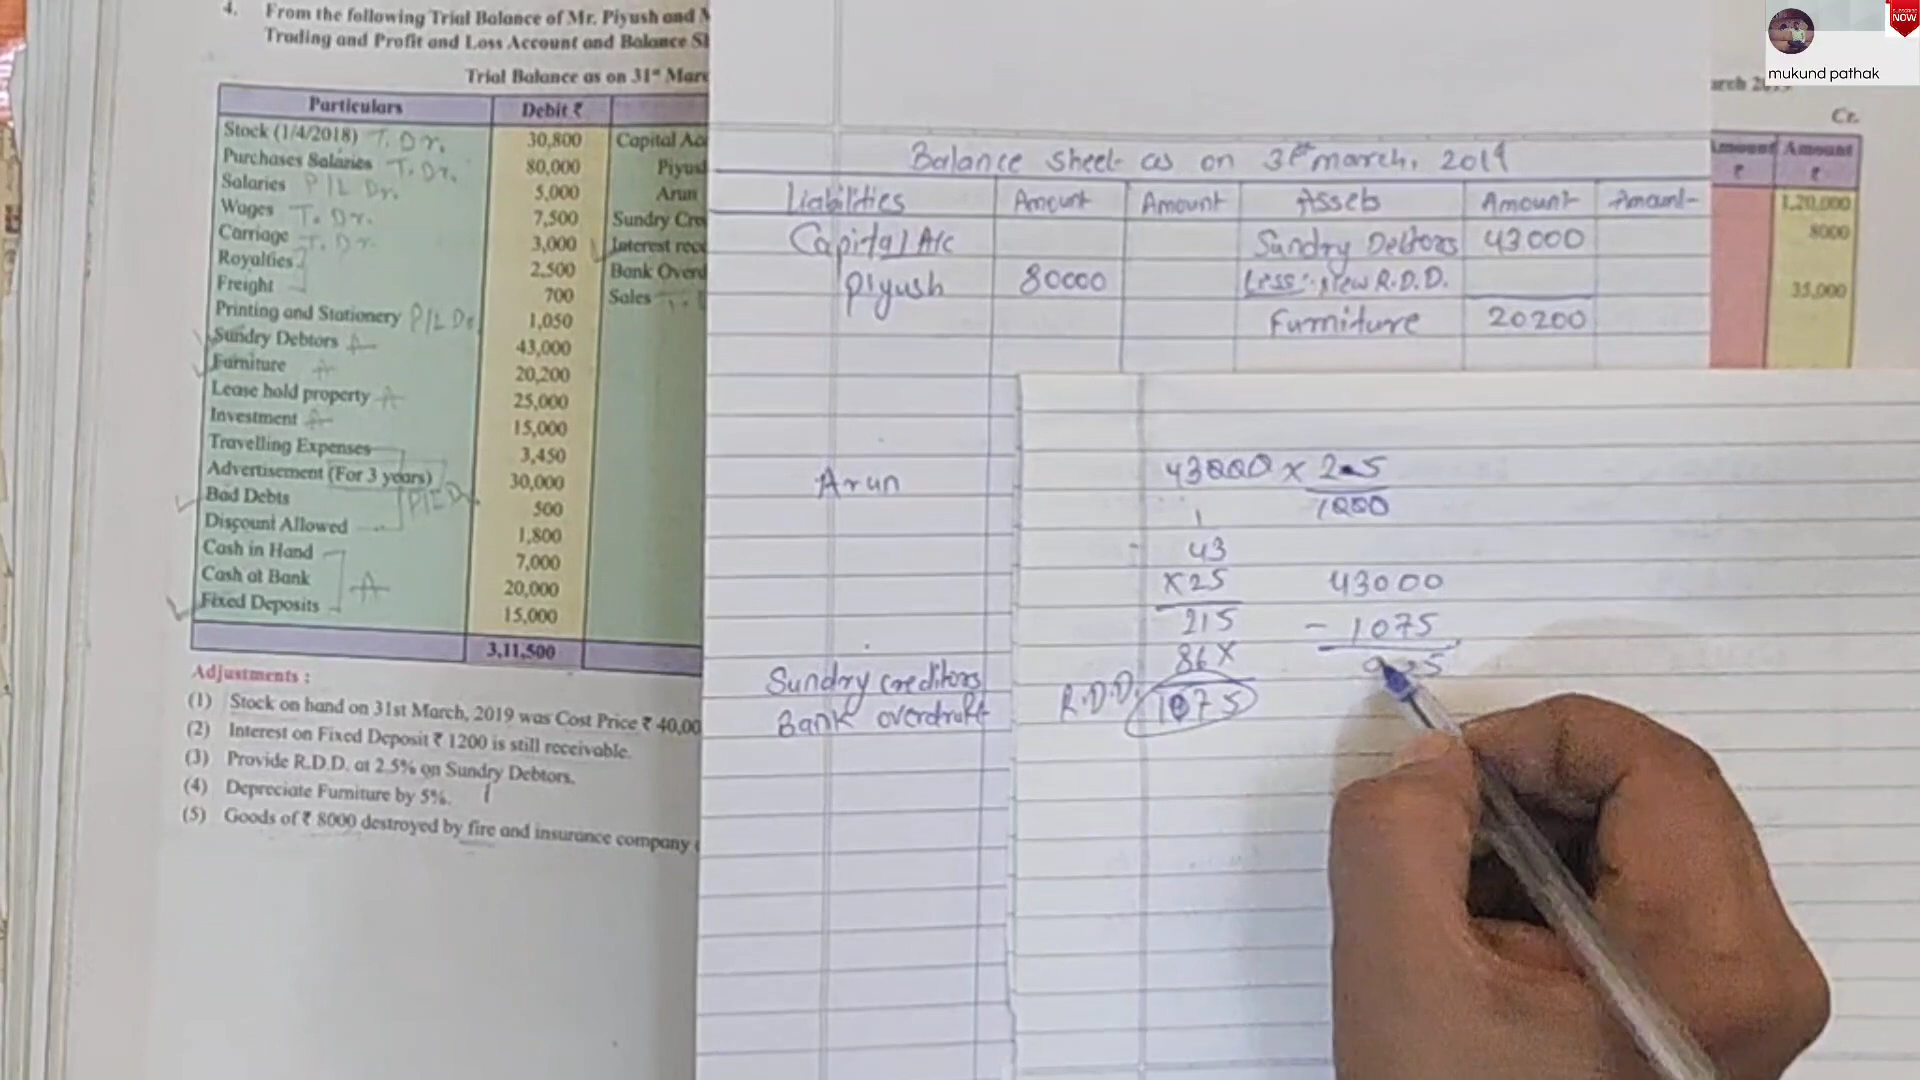 4. From the following Trial Balance of Mr. Piyush and
Trading and Profit and Loss Account and Balance
Trial Balance as on 31st
Particulars Debit ₹
Stock (1/4/2018) T. Dr. 30,800 Capital
Purchases Salaries T. Dr. 80,000
Salaries P/L Dr. 5,000 Arun
Wages T. Dr. 7,500 Sundry
Carriage T. Dr. 3,000 Interest
Royalties 2,500 Bank
Freight 700 Sales
Printing and Stationery P/L 1,050
Sundry Debtors A 43,000
Furniture A 20,200
Lease hold property A 25,000
Investment A 15,000
Travelling Expenses 3,450
Advertisement (For 3 years) 30,000
Bad Debts 500
Discount Allowed 1,800
Cash in Hand 7,000
Cash at Bank A 20,000
Fixed Deposits 15,000
3,11,500
Adjustments :
(1) Stock on hand on 31st March, 2019 was Cost Price ₹ 40,00
(2) Interest on Fixed Deposit ₹ 1200 is still receivable.
(3) Provide R.D.D. at 2.5% on Sundry Debtors.
(4) Depreciate Furniture by 5%.
(5) Goods of ₹ 8000 destroyed by fire and insurance company
Balance sheet as on 31st march, 2019
Liabilities Amount Amount Assets Amount Amount
Capital A/c Sundry Debtors 43000
Piyush 80000 Less:- New R.D.D.
Furniture 20200
Arun
Sundry creditors
Bank overdraft
43000 x 2.5
1000
1
43
x25
215
86x
R.D.D. 1075
43000
- 1075
Cr.
Amount Amount
₹ ₹
1,20,000
8000
35,000
mukund pathak
SUBSCRIBE
NOW